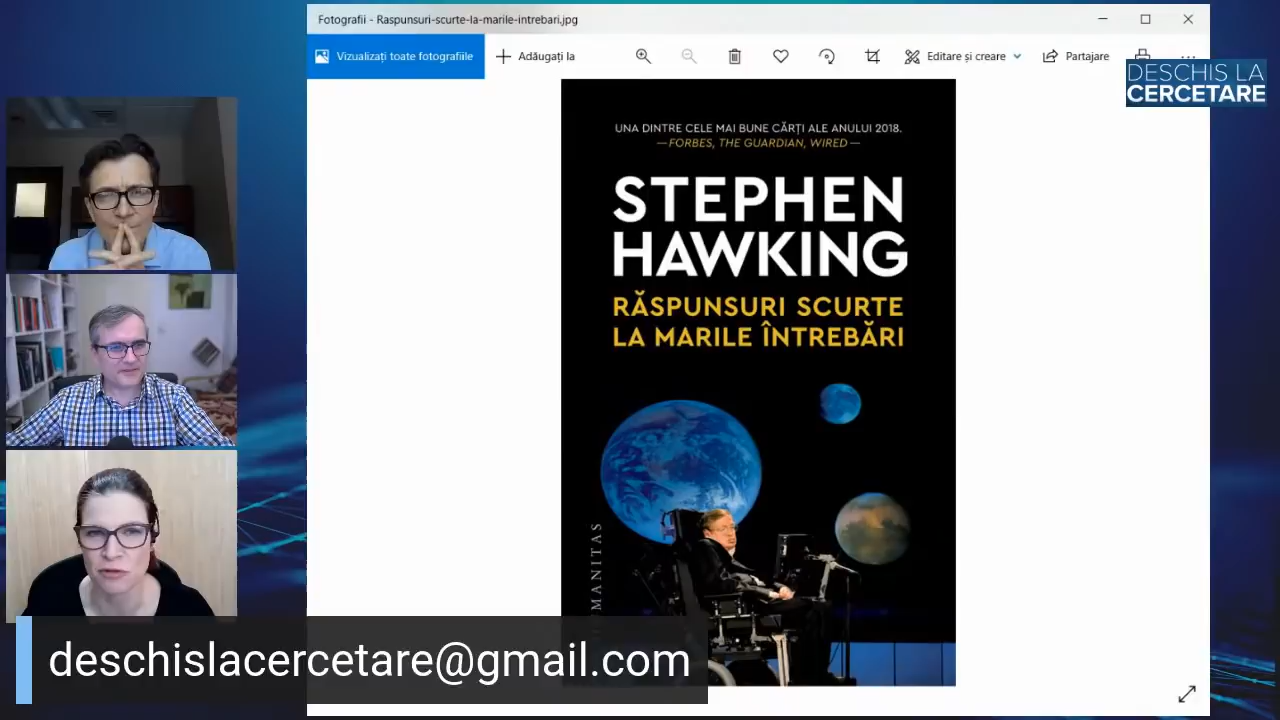 Fotografii - Raspunsuri-scurte-la-marile-intrebari.jpg
Vizualizați toate fotografiile
Adăugați la
Editare și creare
Partajare
DESCHIS LA
CERCETARE
UNA DINTRE CELE MAI BUNE CĂRȚI ALE ANULUI 2018.
—FORBES, THE GUARDIAN, WIRED—
STEPHEN
HAWKING
RĂSPUNSURI SCURTE
LA MARILE ÎNTREBĂRI
deschislacercetare@gmail.com